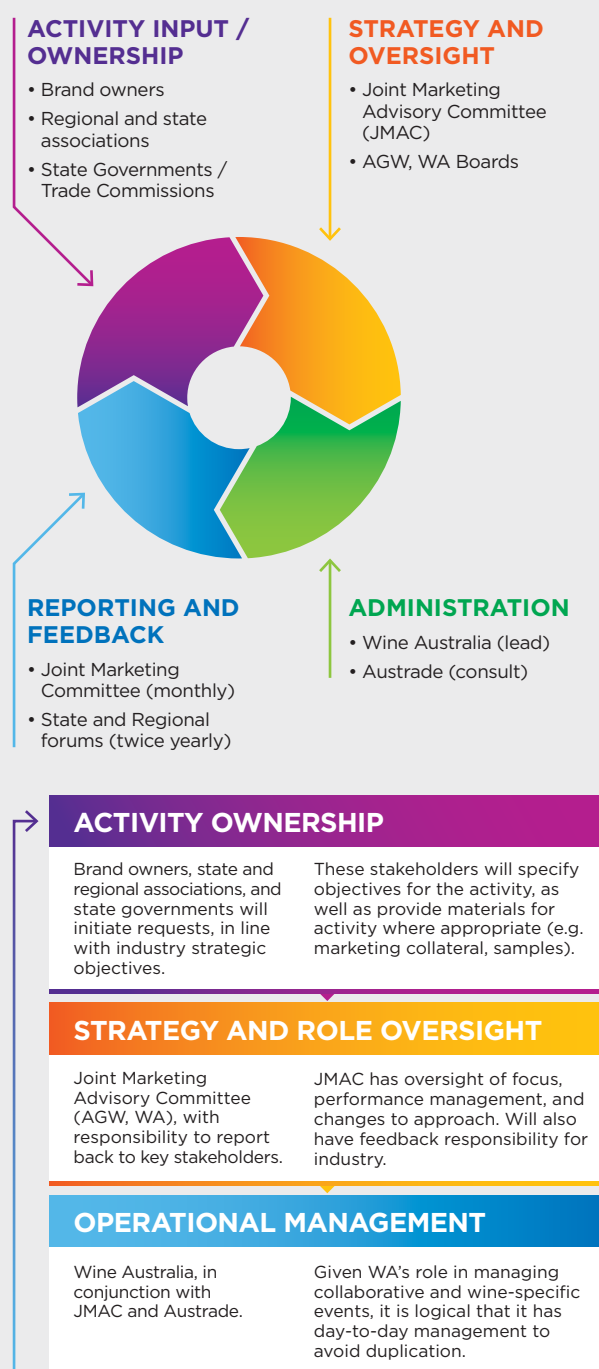 ACTIVITY INPUT /
OWNERSHIP
• Brand owners
• Regional and state
associations
• State Governments /
Trade Commissions
STRATEGY AND
OVERSIGHT
• Joint Marketing
Advisory Committee
(JMAC)
• AGW, WA Boards
REPORTING AND
FEEDBACK
• Joint Marketing
Committee (monthly)
• State and Regional
forums (twice yearly)
ADMINISTRATION
• Wine Australia (lead)
• Austrade (consult)
ACTIVITY OWNERSHIP
Brand owners, state and
regional associations, and
state governments will
initiate requests, in line
with industry strategic
objectives.
These stakeholders will specify
objectives for the activity, as
well as provide materials for
activity where appropriate (e.g.
marketing collateral, samples).
STRATEGY AND ROLE OVERSIGHT
Joint Marketing
Advisory Committee
(AGW, WA), with
responsibility to report
back to key stakeholders.
JMAC has oversight of focus,
performance management, and
changes to approach. Will also
have feedback responsibility for
industry.
OPERATIONAL MANAGEMENT
Wine Australia, in
conjunction with
JMAC and Austrade.
Given WA’s role in managing
collaborative and wine-specific
events, it is logical that it has
day-to-day management to
avoid duplication.